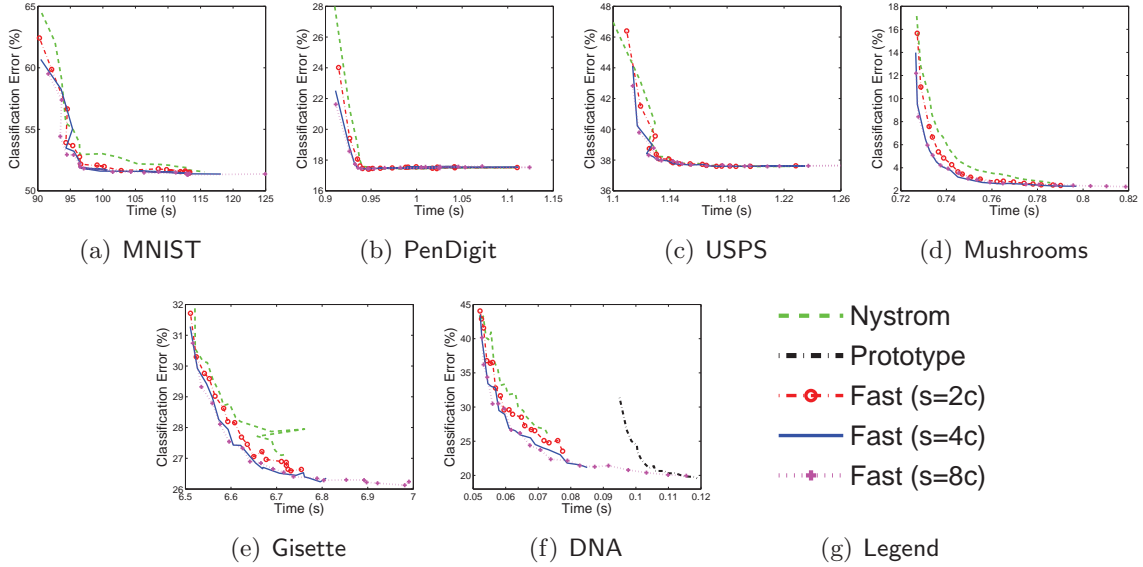 65
60
55
51
90 95 100 105 110 115 120 125
Classification Error (%)
Time (s)
(a) MNIST
28
26
24
22
20
18
16
0.9 0.95 1 1.05 1.1 1.15
Classification Error (%)
Time (s)
(b) PenDigit
48
46
44
42
40
38
36
1.1 1.14 1.18 1.22 1.26
Classification Error (%)
Time (s)
(c) USPS
18
16
14
12
10
8
6
4
2
0.72 0.74 0.76 0.78 0.8 0.82
Classification Error (%)
Time (s)
(d) Mushrooms
32
31
30
29
28
27
26
6.5 6.6 6.7 6.8 6.9 7
Classification Error (%)
Time (s)
(e) Gisette
45
40
35
30
25
20
0.05 0.06 0.07 0.08 0.09 0.1 0.11 0.12
Classification Error (%)
Time (s)
(f) DNA
Nystrom
Prototype
Fast (s=2c)
Fast (s=4c)
Fast (s=8c)
(g) Legend